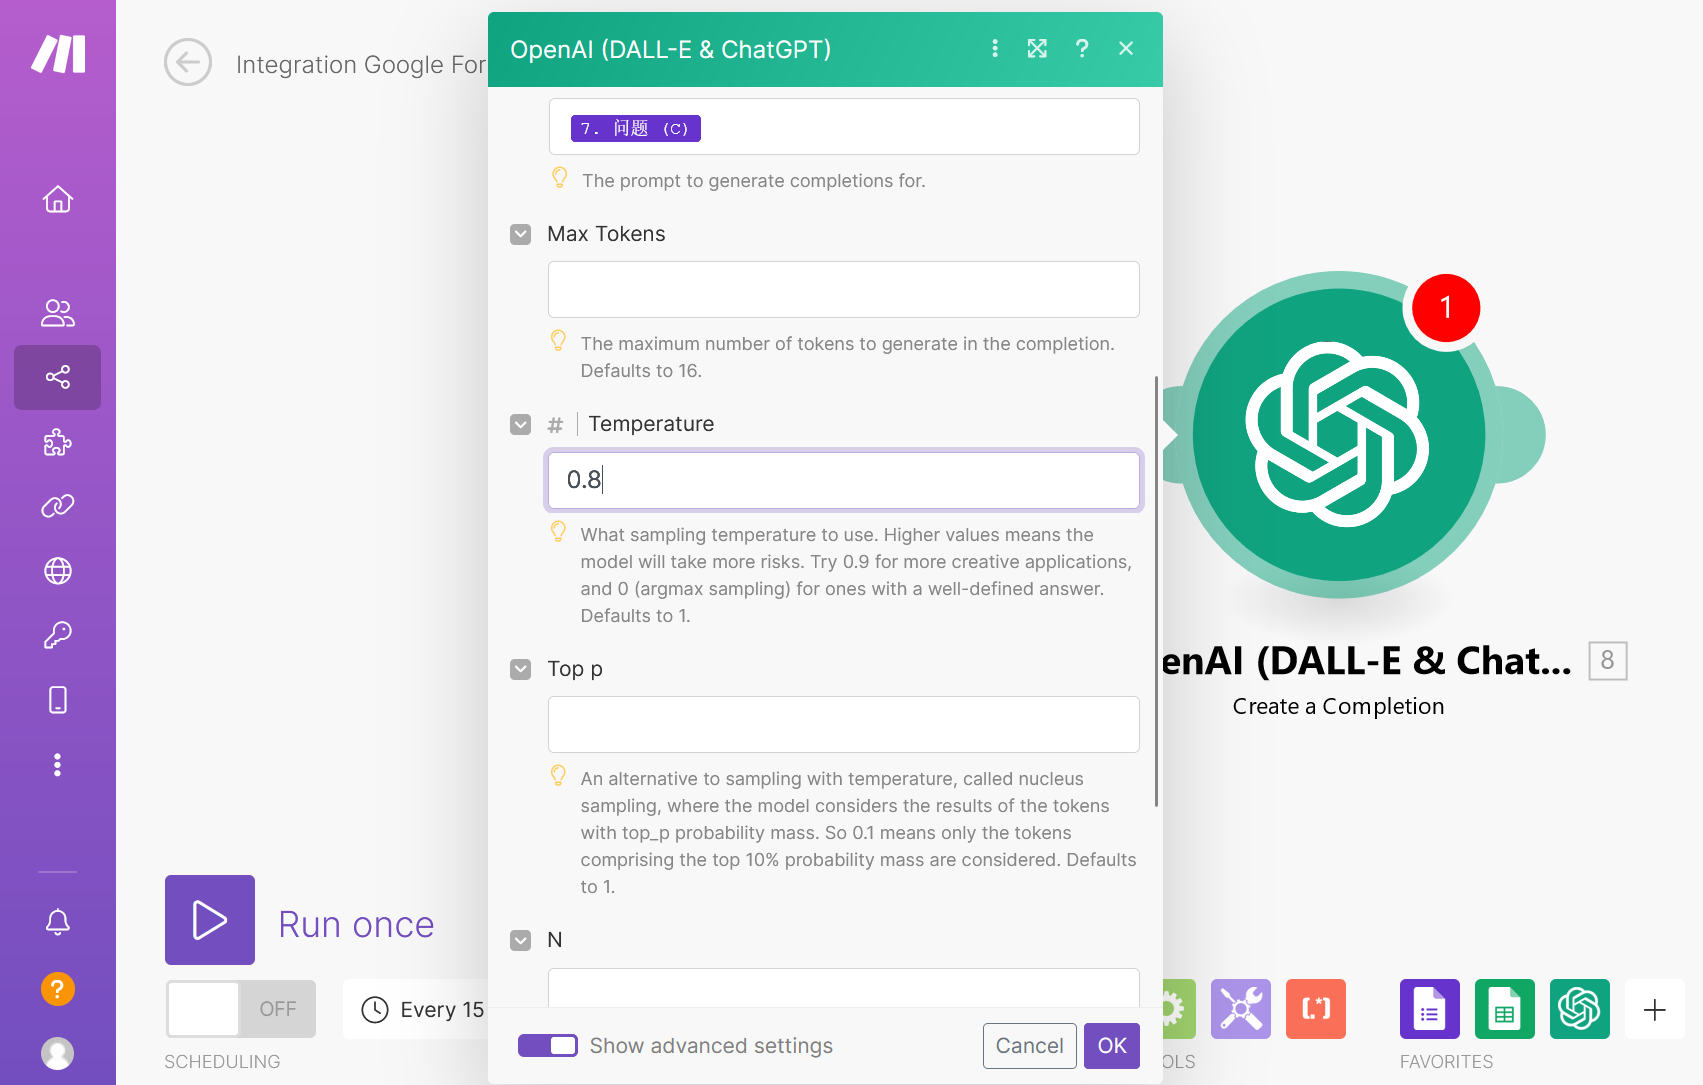 Integration Google For
OpenAI (DALL-E & ChatGPT)
?
7. 问题 (C)
The prompt to generate completions for.
Max Tokens
The maximum number of tokens to generate in the completion.
Defaults to 16.
# Temperature
0.8
What sampling temperature to use. Higher values means the
model will take more risks. Try 0.9 for more creative applications,
and 0 (argmax sampling) for ones with a well-defined answer.
Defaults to 1.
Top p
An alternative to sampling with temperature, called nucleus
sampling, where the model considers the results of the tokens
with top_p probability mass. So 0.1 means only the tokens
comprising the top 10% probability mass are considered. Defaults
to 1.
N
Show advanced settings
Cancel
OK
1
enAI (DALL-E & Chat...
8
Create a Completion
Run once
OFF
Every 15
SCHEDULING
?
[.*]
OLS
FAVORITES